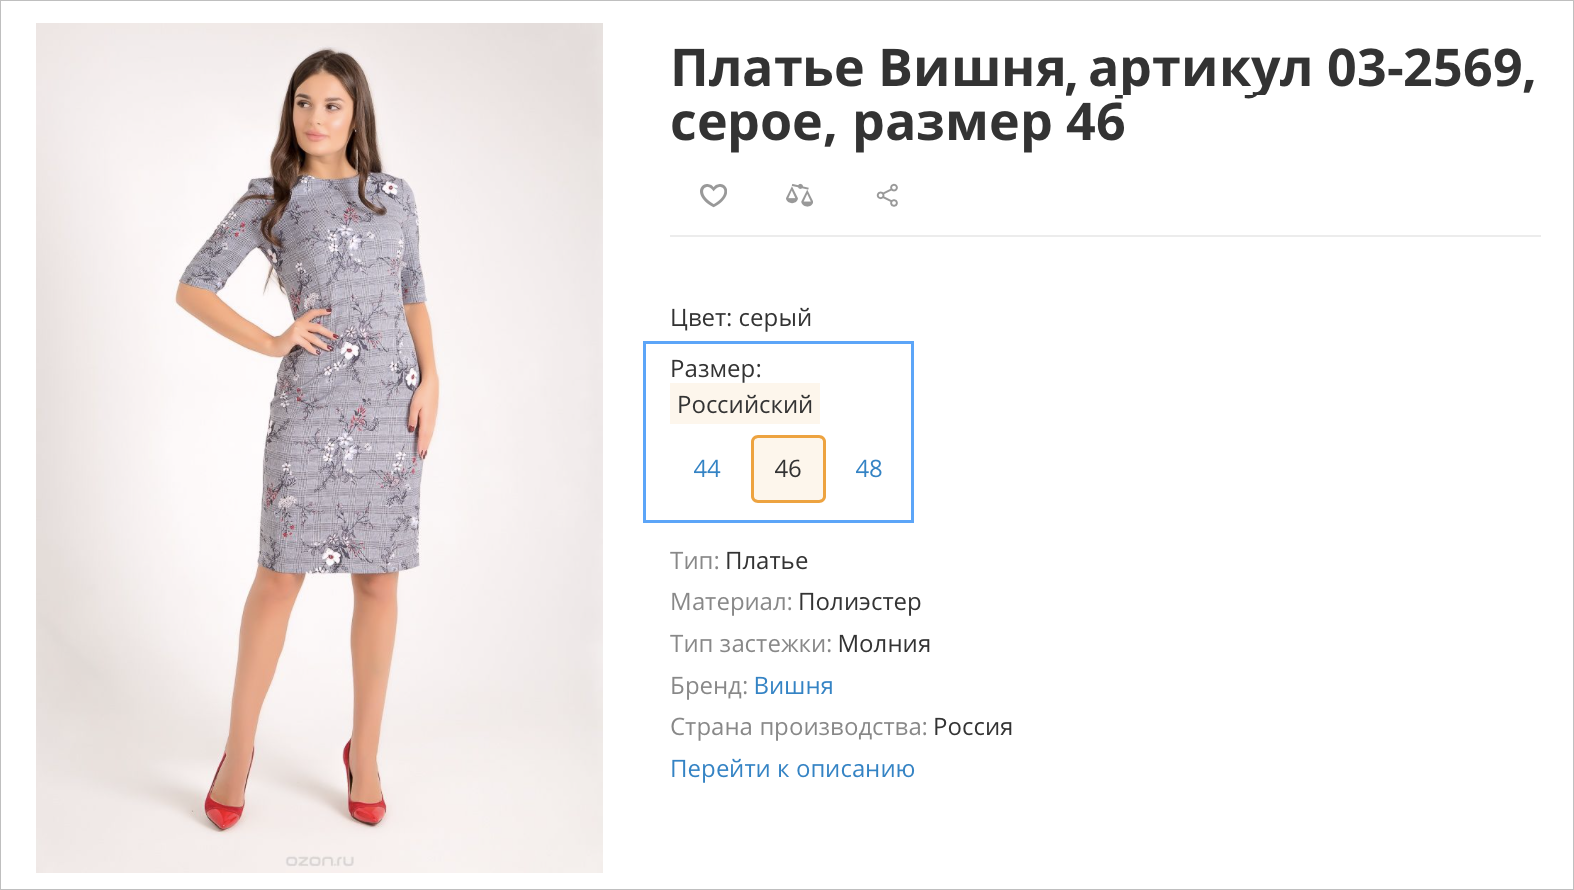 Платье Вишня, артикул 03-2569,
серое, размер 46
Цвет: серый
Размер:
Российский
44 46 48
Тип: Платье
Материал: Полиэстер
Тип застежки: Молния
Бренд: Вишня
Страна производства: Россия
Перейти к описанию
ozon.ru